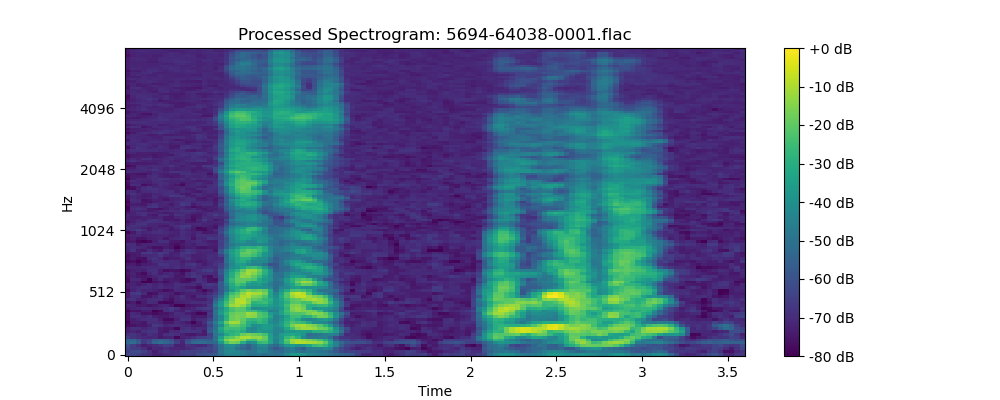 Processed Spectrogram: 5694-64038-0001.flac
4096
2048
1024
512
0
Hz
0
0.5
1
1.5
2
2.5
3
3.5
Time
+0 dB
-10 dB
-20 dB
-30 dB
-40 dB
-50 dB
-60 dB
-70 dB
-80 dB